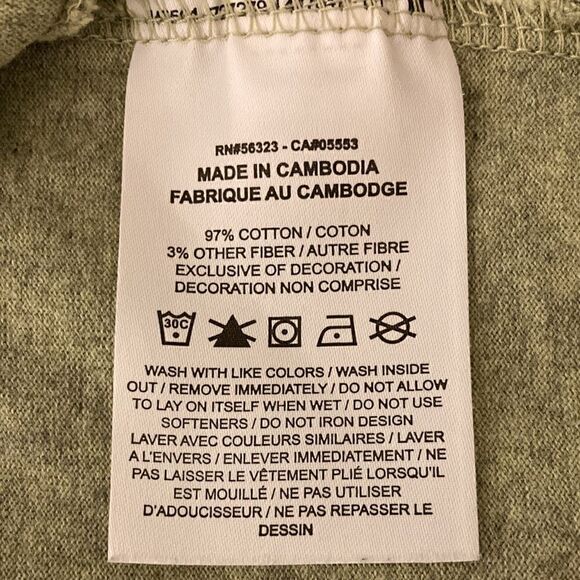 RN#56323 - CA#05553
MADE IN CAMBODIA
FABRIQUE AU CAMBODGE
97% COTTON / COTON
3% OTHER FIBER / AUTRE FIBRE
EXCLUSIVE OF DECORATION /
DECORATION NON COMPRISE
30C
WASH WITH LIKE COLORS / WASH INSIDE
OUT / REMOVE IMMEDIATELY / DO NOT ALLOW
TO LAY ON ITSELF WHEN WET / DO NOT USE
SOFTENERS / DO NOT IRON DESIGN
LAVER AVEC COULEURS SIMILAIRES / LAVER
A L'ENVERS / ENLEVER IMMEDIATEMENT / NE
PAS LAISSER LE VÊTEMENT PLIÉ LORSQU'IL
EST MOUILLÉ / NE PAS UTILISER
D'ADOUCISSEUR / NE PAS REPASSER LE
DESSIN